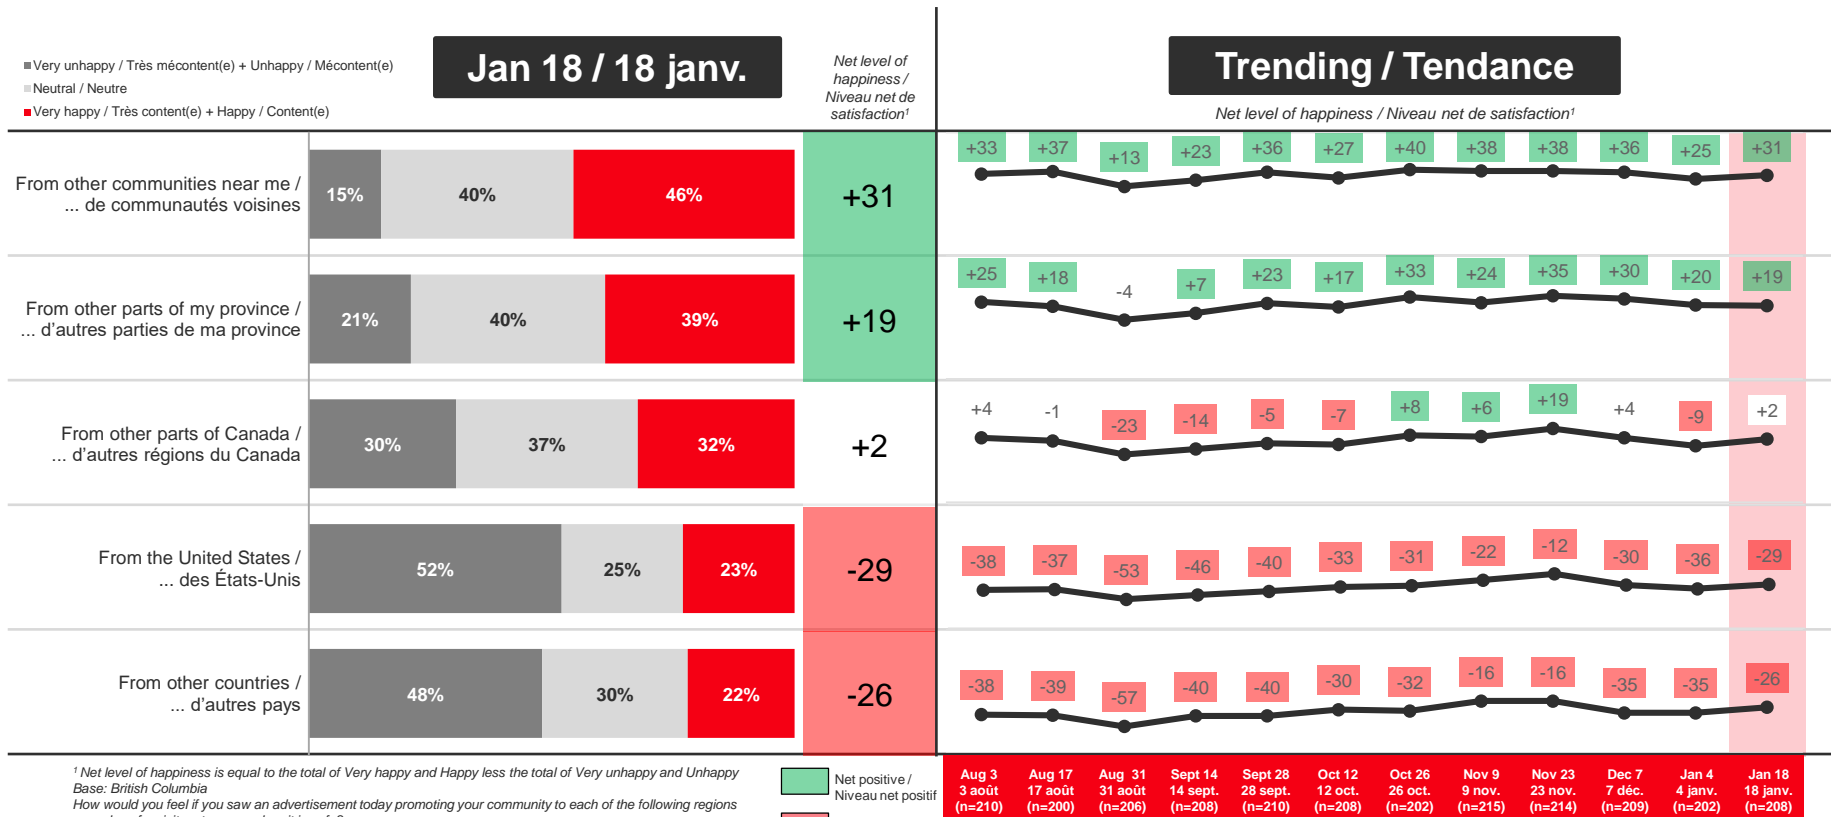 Very unhappy / Très mécontent(e) + Unhappy / Mécontent(e)
Neutral / Neutre
Very happy / Très content(e) + Happy / Content(e)
Jan 18 / 18 janv.
Net level of
happiness /
Niveau net de
satisfaction¹
Trending / Tendance
Net level of happiness / Niveau net de satisfaction¹
From other communities near me /
... de communautés voisines
15% 40% 46%
+31
+33 +37 +13 +23 +36 +27 +40 +38 +38 +36 +25 +31
From other parts of my province /
... d'autres parties de ma province
21% 40% 39%
+19
+25 +18 -4 +7 +23 +17 +33 +24 +35 +30 +20 +19
From other parts of Canada /
... d'autres régions du Canada
30% 37% 32%
+2
+4 -1 -23 -14 -5 -7 +8 +6 +19 +4 -9 +2
From the United States /
... des États-Unis
52% 25% 23%
-29
-38 -37 -53 -46 -40 -33 -31 -22 -12 -30 -36 -29
From other countries /
... d'autres pays
48% 30% 22%
-26
-38 -39 -57 -40 -40 -30 -32 -16 -16 -35 -35 -26
¹ Net level of happiness is equal to the total of Very happy and Happy less the total of Very unhappy and Unhappy
Base: British Columbia
How would you feel if you saw an advertisement today promoting your community to each of the following regions
Net positive /
Niveau net positif
Aug 3 Aug 17 Aug 31 Sept 14 Sept 28 Oct 12 Oct 26 Nov 9 Nov 23 Dec 7 Jan 4 Jan 18
3 août 17 août 31 août 14 sept. 28 sept. 12 oct. 26 oct. 9 nov. 23 nov. 7 déc. 4 janv. 18 janv.
(n=210) (n=200) (n=206) (n=208) (n=210) (n=208) (n=202) (n=215) (n=214) (n=209) (n=202) (n=208)